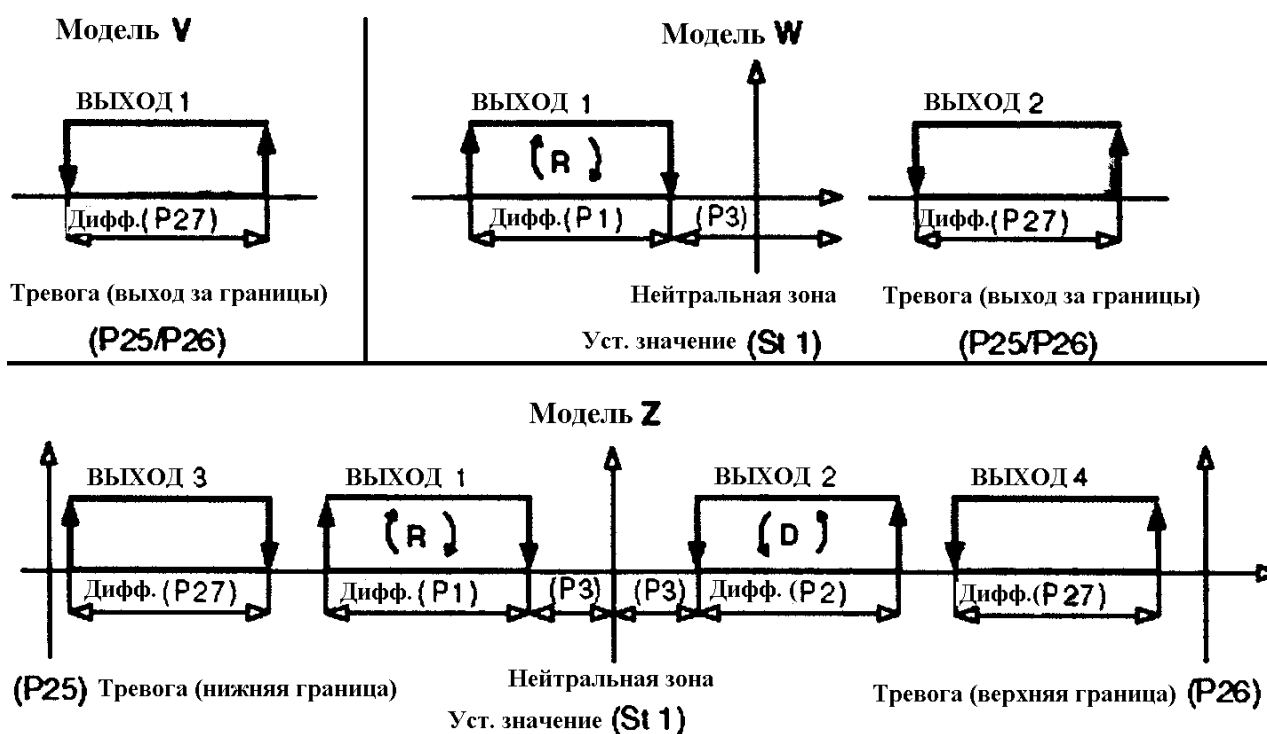 Модель V
ВЫХОД 1
Дифф.(P27)
Тревога (выход за границы)
(P25/P26)
Модель W
ВЫХОД 1
(R)
Дифф.(P1)
(P3)
Нейтральная зона
Уст. значение (St 1)
ВЫХОД 2
Дифф.(P27)
Тревога (выход за границы)
(P25/P26)
Модель Z
ВЫХОД 3
Дифф. (P27)
ВЫХОД 1
(R)
Дифф. (P1)
(P3)
(P3)
ВЫХОД 2
(D)
Дифф. (P2)
ВЫХОД 4
Дифф.(P27)
(P25) Тревога (нижняя граница)
Нейтральная зона
Уст. значение (St 1)
Тревога (верхняя граница) (P26)